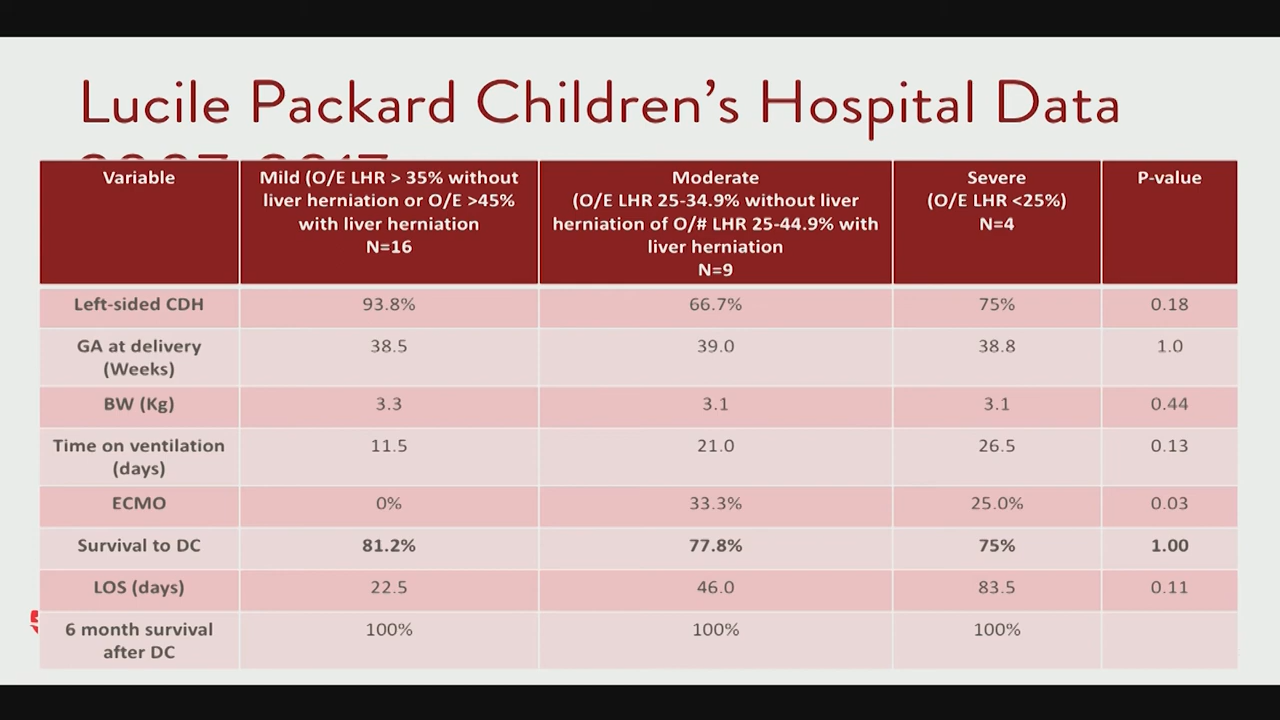 Lucile Packard Children's Hospital Data
Variable
Mild (O/E LHR > 35% without
liver herniation or O/E >45%
with liver herniation
N=16
Moderate
(O/E LHR 25-34.9% without liver
herniation of O/# LHR 25-44.9% with
liver herniation
N=9
Severe
(O/E LHR <25%)
N=4
P-value
Left-sided CDH 93.8% 66.7% 75% 0.18
GA at delivery
(Weeks)
38.5 39.0 38.8 1.0
BW (Kg) 3.3 3.1 3.1 0.44
Time on ventilation
(days)
11.5 21.0 26.5 0.13
ECMO 0% 33.3% 25.0% 0.03
Survival to DC 81.2% 77.8% 75% 1.00
LOS (days) 22.5 46.0 83.5 0.11
6 month survival
after DC
100% 100% 100%